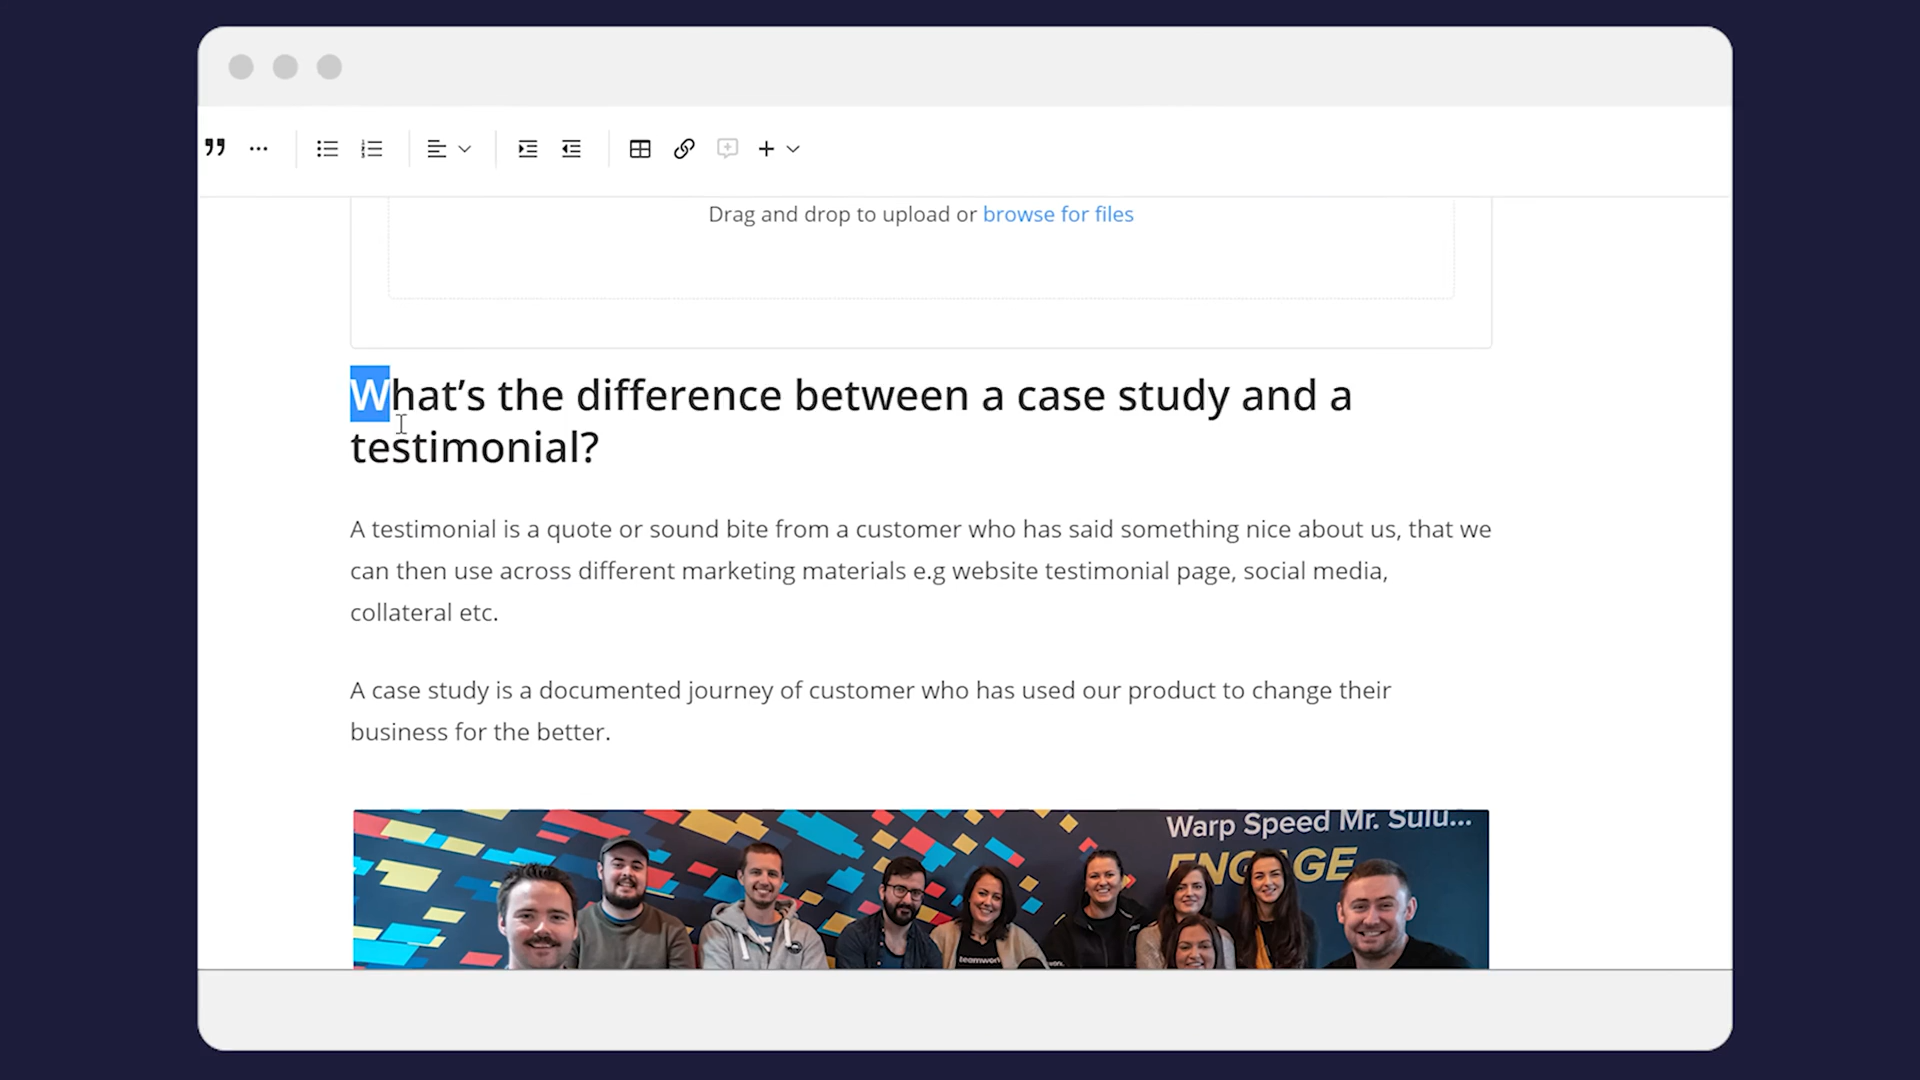 Drag and drop to upload or browse for files
What’s the difference between a case study and a
testimonial?
A testimonial is a quote or sound bite from a customer who has said something nice about us, that we
can then use across different marketing materials e.g website testimonial page, social media,
collateral etc.
A case study is a documented journey of customer who has used our product to change their
business for the better.
Warp Speed Mr. Sulu...
ENGAGE
teamwork